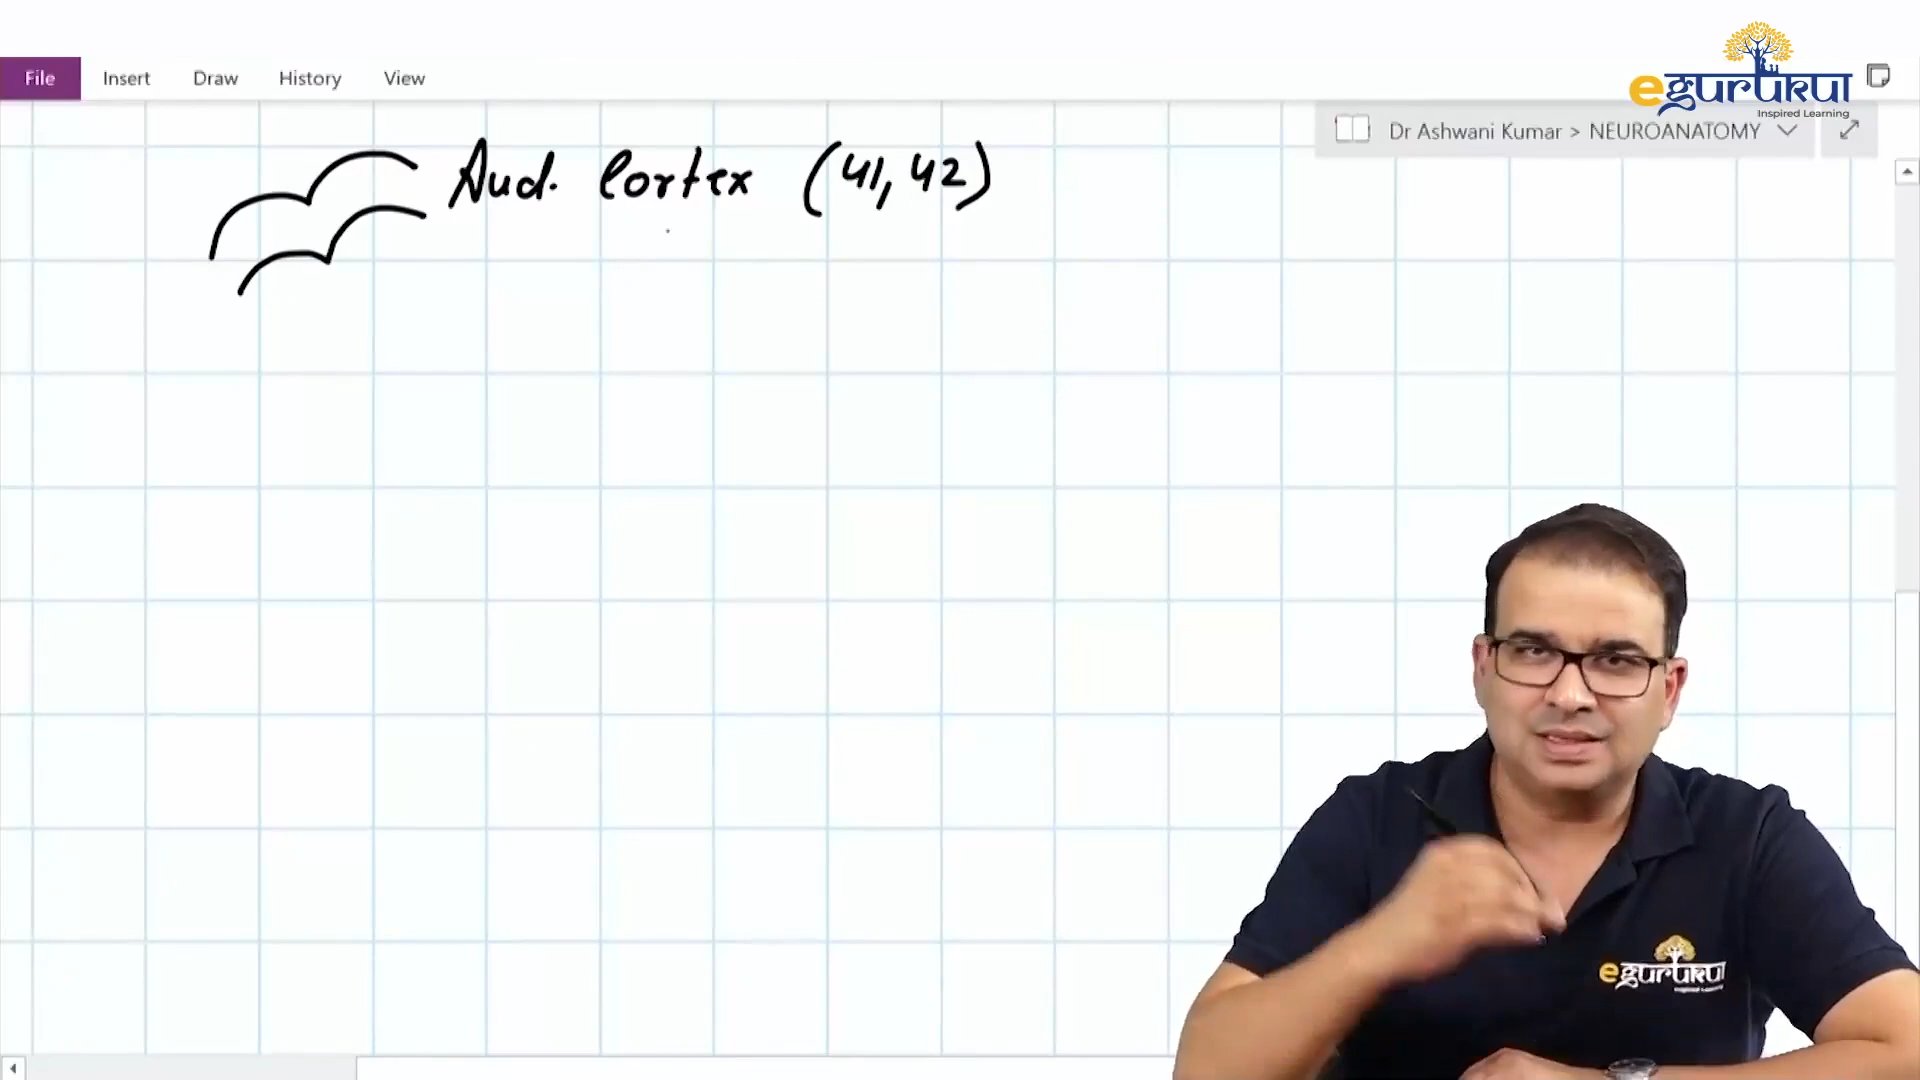 egurukul
Inspired Learning
File Insert Draw History View
Dr Ashwani Kumar > NEUROANATOMY
Aud. Cortex (41, 42)
egurukul